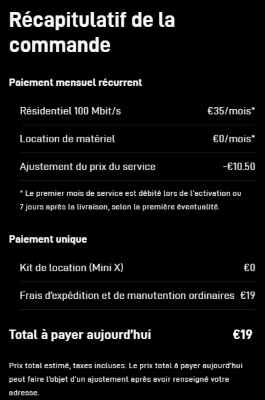 Récapitulatif de la
commande
Paiement mensuel récurrent
Résidentiel 100 Mbit/s €35/mois*
Location de matériel €0/mois*
Ajustement du prix du service -€10.50
* Le premier mois de service est débité lors de l'activation ou
7 jours après la livraison, selon la première éventualité.
Paiement unique
Kit de location (Mini X) €0
Frais d'expédition et de manutention ordinaires €19
Total à payer aujourd'hui €19
Prix total estimé, taxes incluses. Le prix total à payer aujourd'hui
peut faire l'objet d'un ajustement après avoir renseigné votre
adresse.